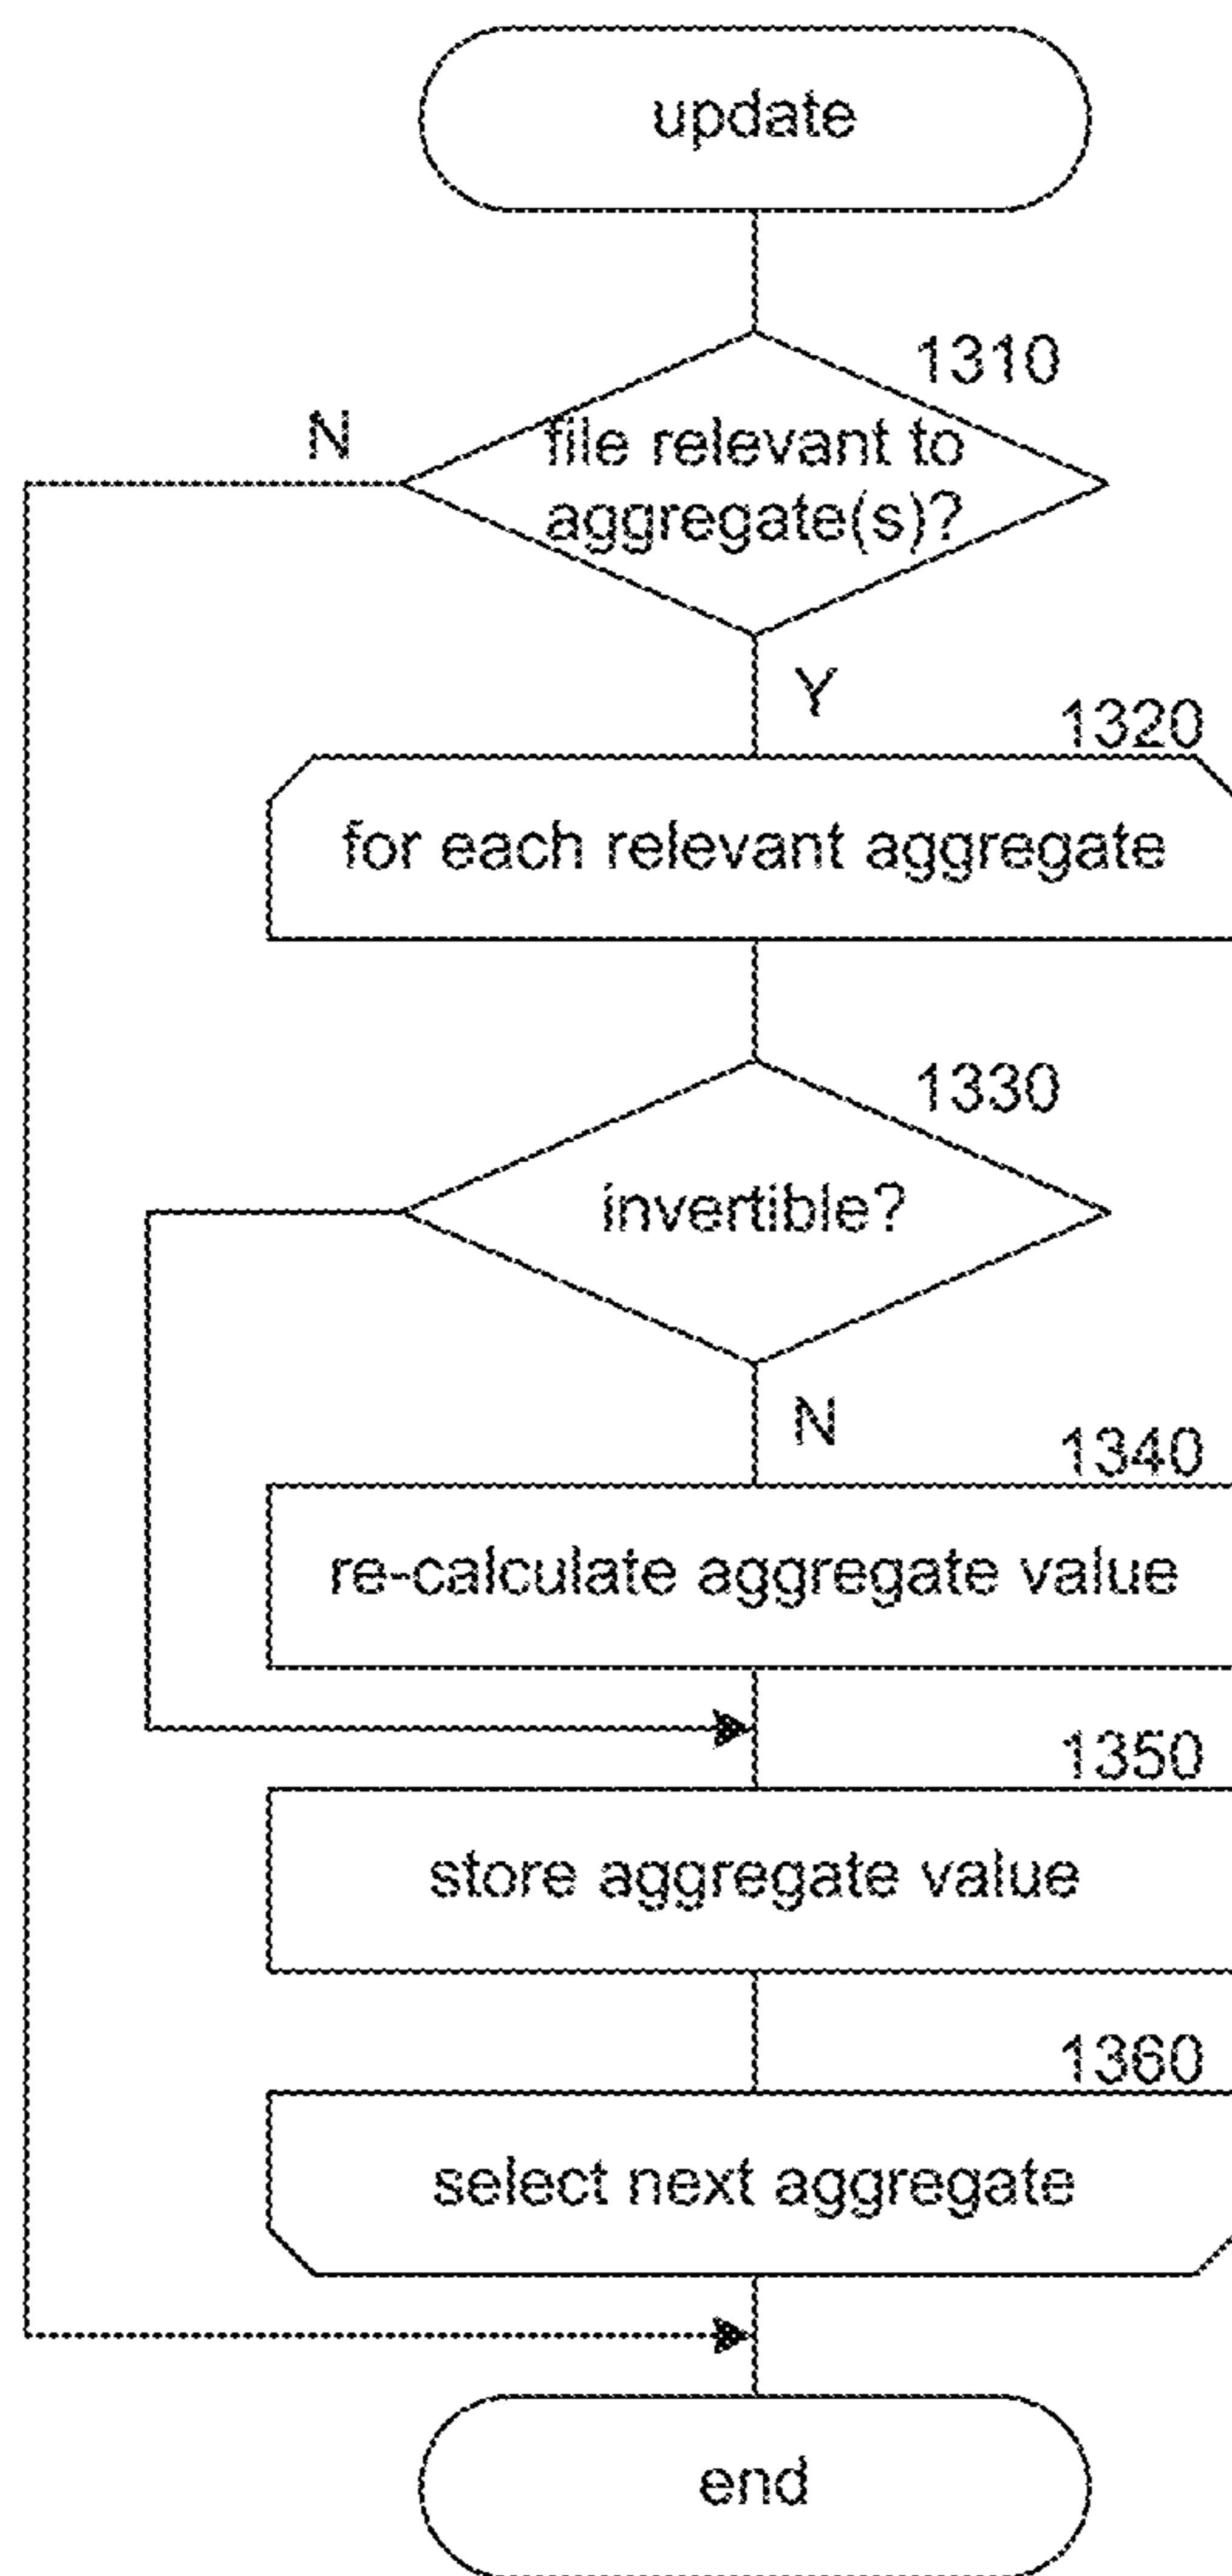 update
1310
N
file relevant to
aggregate(s)?
Y
1320
for each relevant aggregate
1330
invertible?
N
1340
re-calculate aggregate value
1350
store aggregate value
1360
select next aggregate
end